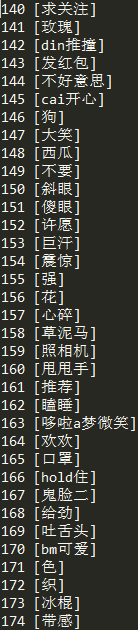 140 [求关注]
141 [玫瑰]
142 [din推撞]
143 [发红包]
144 [不好意思]
145 [cai开心]
146 [狗]
147 [大笑]
148 [西瓜]
149 [不要]
150 [斜眼]
151 [傻眼]
152 [许愿]
153 [巨汗]
154 [震惊]
155 [强]
156 [花]
157 [心碎]
158 [草泥马]
159 [照相机]
160 [甩甩手]
161 [推荐]
162 [瞌睡]
163 [哆啦a梦微笑]
164 [欢欢]
165 [口罩]
166 [hold住]
167 [鬼脸二]
168 [给劲]
169 [吐舌头]
170 [bm可爱]
171 [色]
172 [织]
173 [冰棍]
174 [带感]